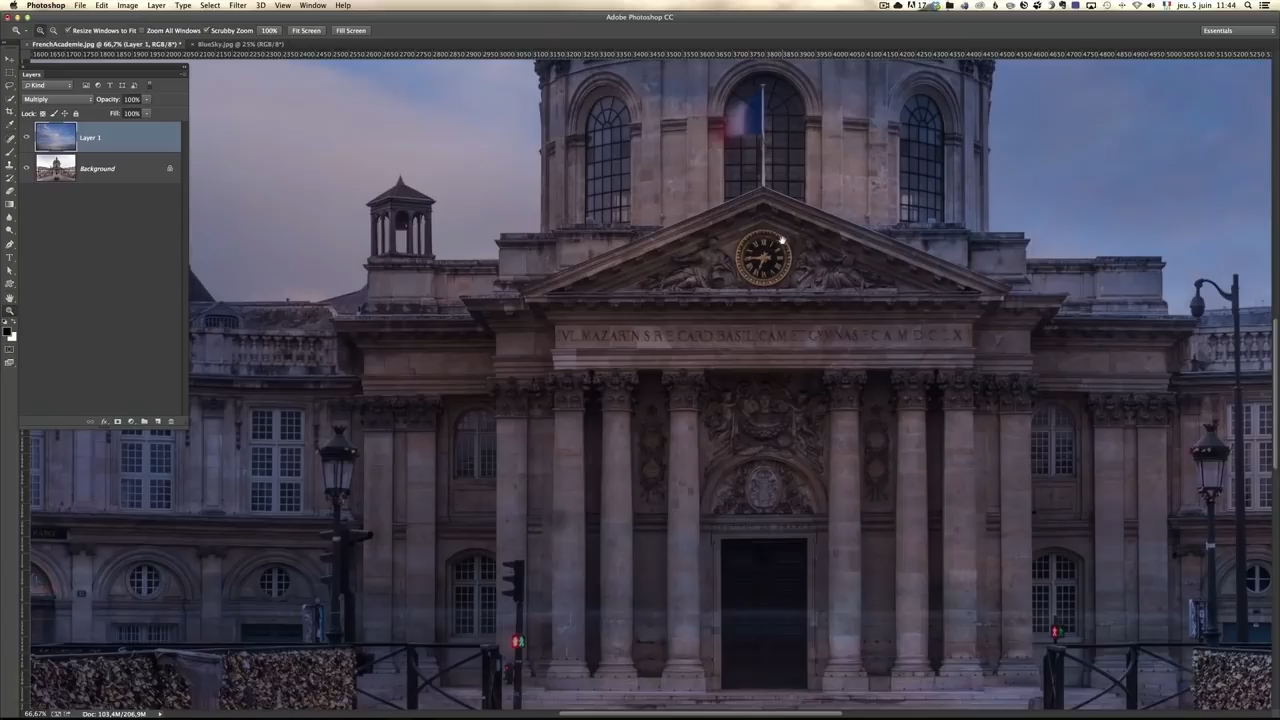 Photoshop File Edit Image Layer Type Select Filter 3D View Window Help 17 jeu. 5 juin 11:44
Adobe Photoshop CC
Resize Windows to Fit Zoom All Windows Scrubby Zoom 100% Fit Screen Fill Screen Essentials
FrenchAcademie.jpg @ 66,7% (Layer 1, RGB/8*) * BlueSky.jpg @ 25% (RGB/8*)
Layers
Kind
Multiply Opacity: 100%
Lock: Fill: 100%
Layer 1
Background
66,67% Doc: 103,4M/206,9M